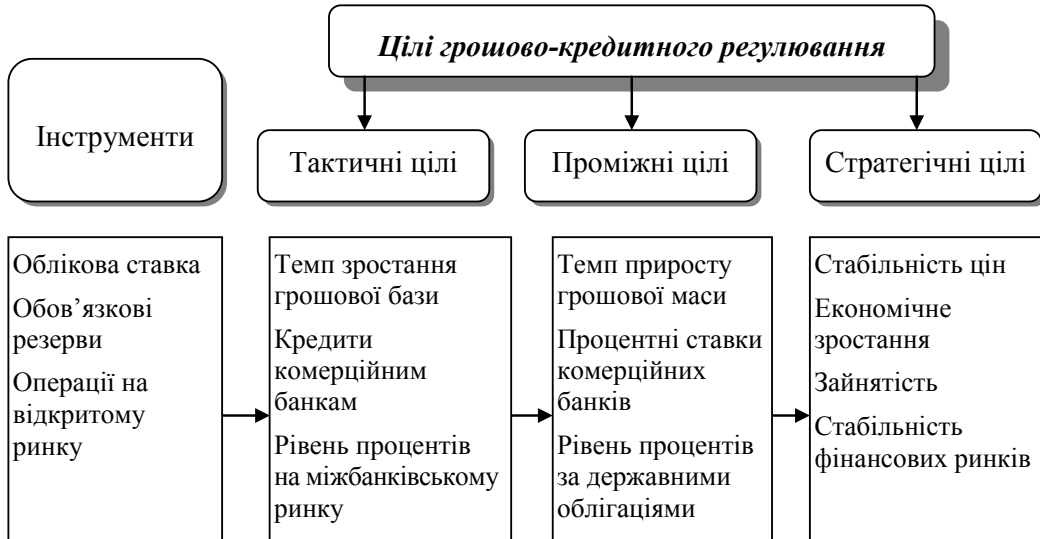 Цілі грошово-кредитного регулювання
Інструменти
Тактичні цілі
Проміжні цілі
Стратегічні цілі
Облікова ставка
Обов’язкові
резерви
Операції на
відкритому
ринку
Темп зростання
грошової бази
Кредити
комерційним
банкам
Рівень процентів
на міжбанківському
ринку
Темп приросту
грошової маси
Процентні ставки
комерційних
банків
Рівень процентів
за державними
облігаціями
Стабільність цін
Економічне
зростання
Зайнятість
Стабільність
фінансових ринків